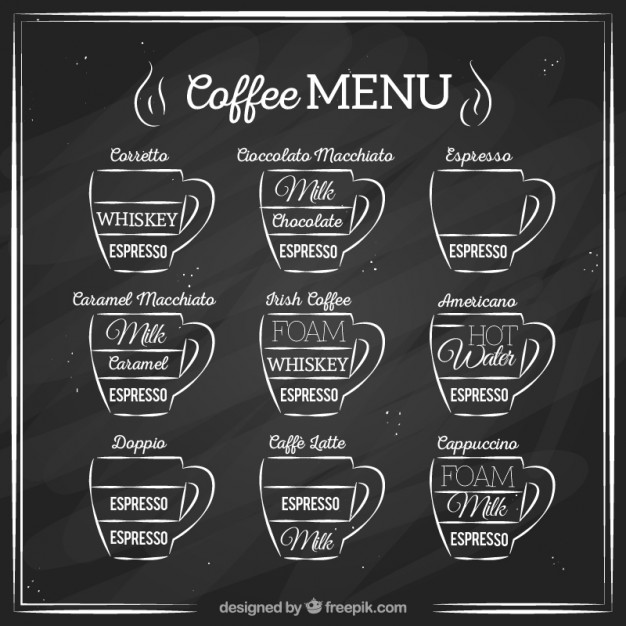 Coffee MENU
Corretto
WHISKEY
ESPRESSO
Cioccolato Macchiato
Milk
Chocolate
ESPRESSO
Espresso
ESPRESSO
Caramel Macchiato
Milk
Caramel
ESPRESSO
Irish Coffee
FOAM
WHISKEY
ESPRESSO
Americano
HOT
Water
ESPRESSO
Doppio
ESPRESSO
ESPRESSO
Caffè Latte
ESPRESSO
Milk
Cappuccino
FOAM
Milk
ESPRESSO
designed by freepik.com